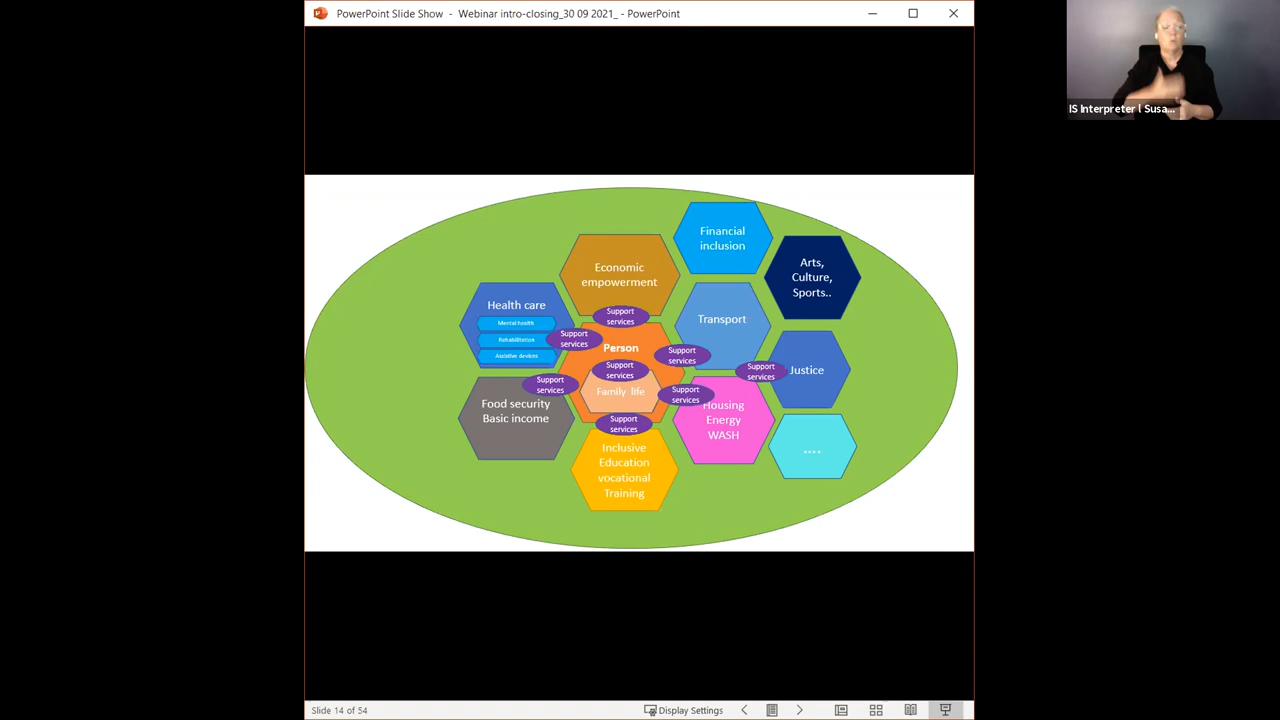 PowerPoint Slide Show - Webinar intro-closing_30 09 2021_ - PowerPoint
IS Interpreter l Susa...
Financial
inclusion
Arts,
Culture,
Sports..
Economic
empowerment
Health care
Mental health
Rehabilitation
Assistive devices
Support
services
Transport
Support
services
Person
Support
services
Support
services
Family life
Support
services
Justice
Support
services
Food security
Basic income
Support
services
Housing
Energy
WASH
Support
services
Inclusive
Education
vocational
Training
....
Slide 14 of 54
Display Settings